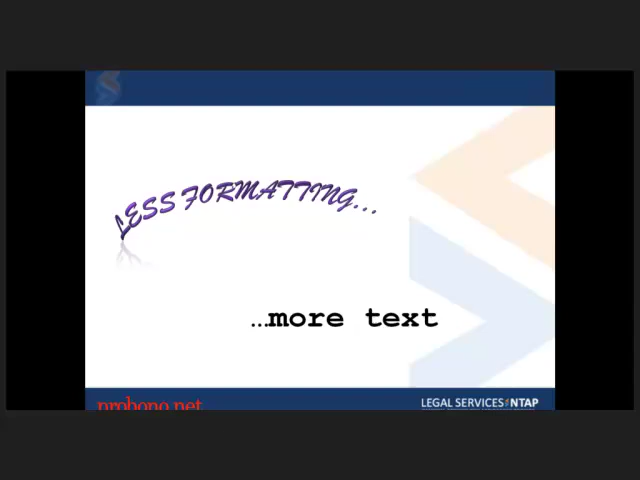 LESS FORMATTING...
...more text
probono.net
LEGAL SERVICES NTAP